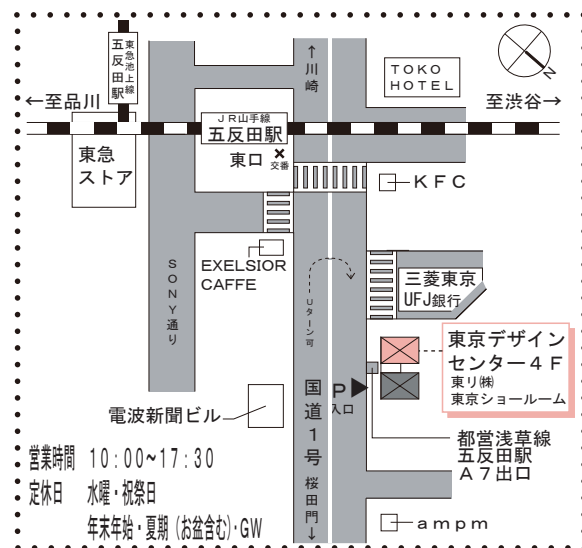 東急池上線
五反田駅
↑川崎
TOKO
HOTEL
N
←至品川
至渋谷→
JR山手線
五反田駅
東口
交番
東急
ストア
KFC
SONY通り
EXELSIOR
CAFFE
Uターン可
三菱東京
UFJ銀行
東京デザイン
センター4F
東リ㈱
東京ショールーム
国道1号
桜田門↓
P
入口
電波新聞ビル
都営浅草線
五反田駅
A7出口
営業時間 10:00~17:30
定休日 水曜・祝祭日
年末年始・夏期(お盆含む)・GW
ampm